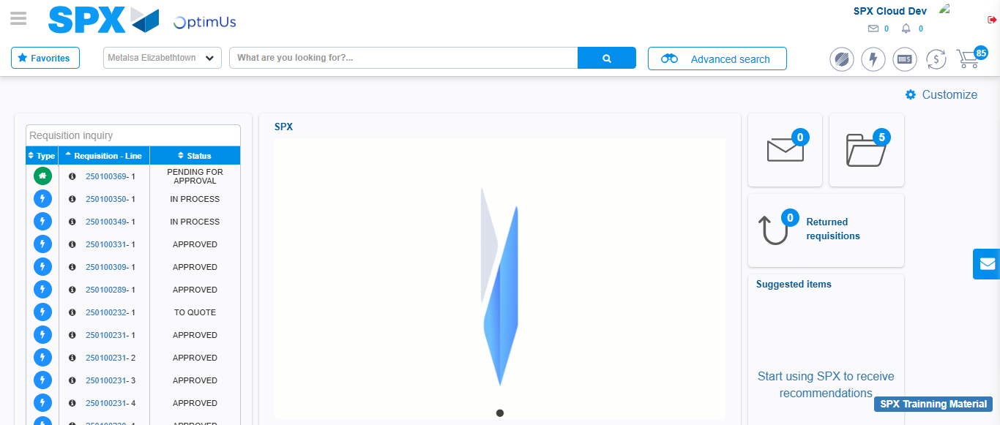 SPX OptimUs
SPX Cloud Dev
0 0
Favorites
Metalsa Elizabethtown
What are you looking for?...
Advanced search
85
Customize
Requisition inquiry
Type Requisition - Line Status
250100369- 1 PENDING FOR
APPROVAL
250100350- 1 IN PROCESS
250100349- 1 IN PROCESS
250100331- 1 APPROVED
250100309- 1 APPROVED
250100289- 1 APPROVED
250100232- 1 TO QUOTE
250100231- 1 APPROVED
250100231- 2 APPROVED
250100231- 3 APPROVED
250100231- 4 APPROVED
SPX
0
5
0
Returned
requisitions
Suggested items
Start using SPX to receive
recommendations
SPX Trainning Material